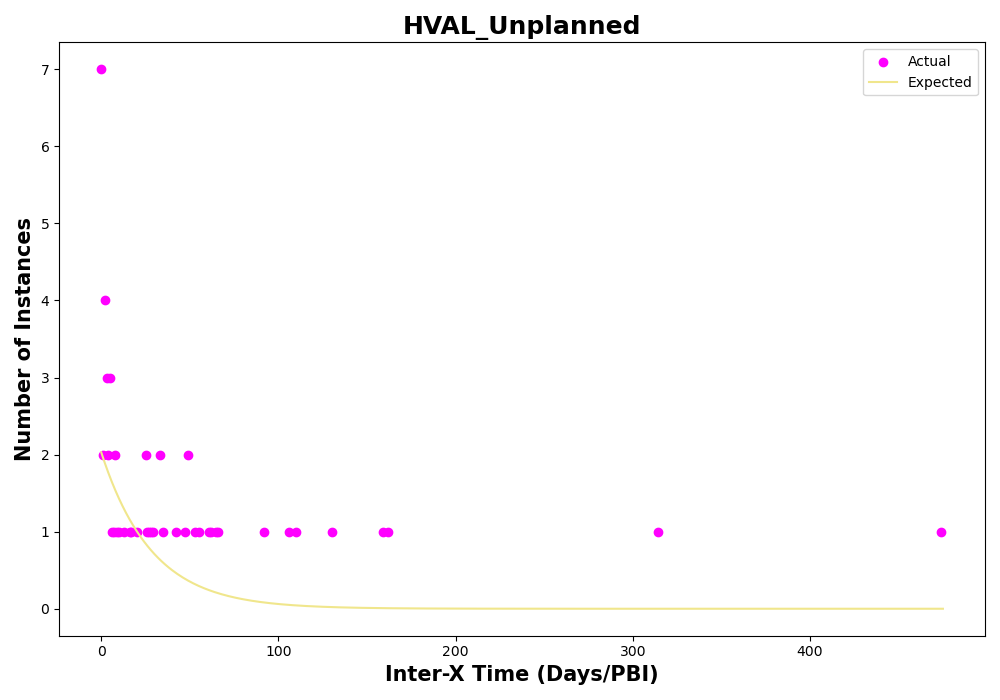 HVAL_Unplanned
Actual
Expected
7
6
5
4
3
2
1
0
Number of Instances
0 100 200 300 400
Inter-X Time (Days/PBI)